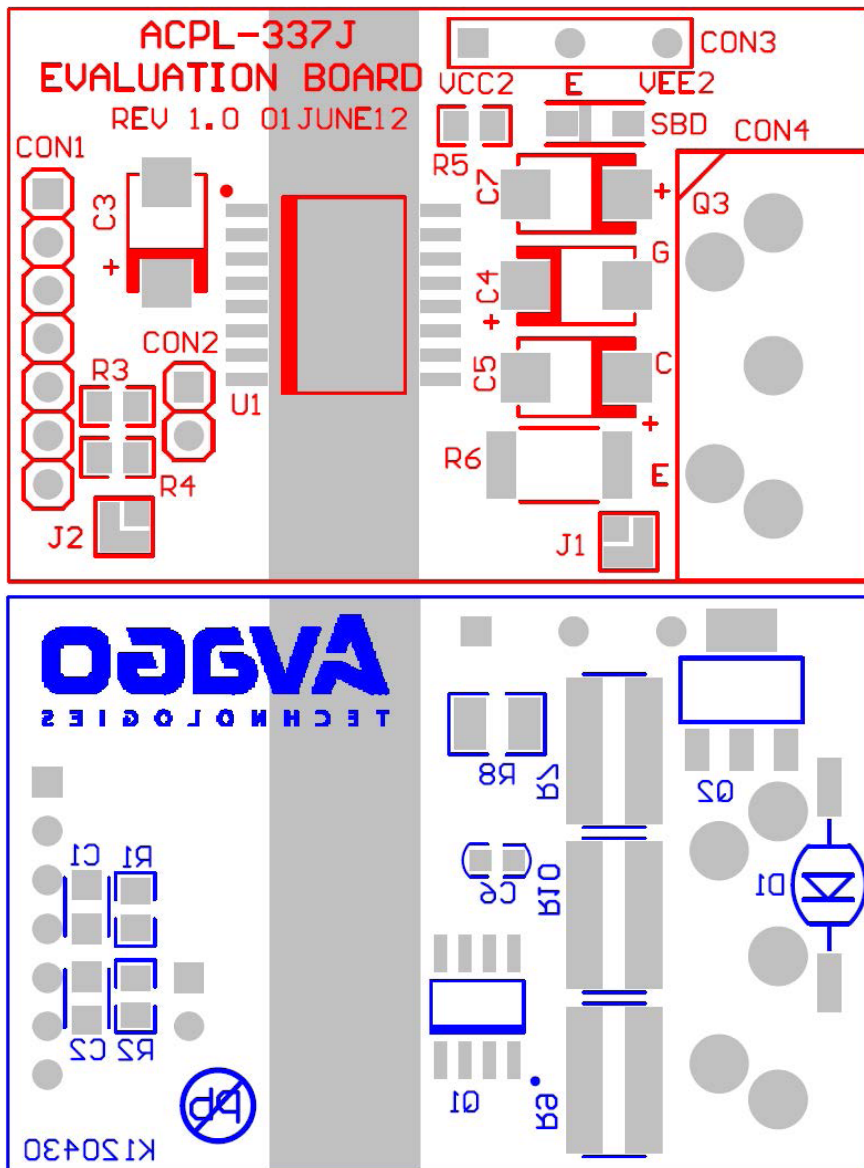 ACPL-337J
EVALUATION BOARD
REV 1.0 01JUNE12
CON3
VCC2 E VEE2
SBD
CON4
R5
CON1
C3
+
C7
+
Q3
G
C4
+
CON2
R3
U1
C5
C
+
R4
R6
E
J2
J1
AVAGO
TECHNOLOGIES
R8
R7
Q2
C1
R1
C6
R10
D1
C2
R2
Q1
R9
Pb
K120430